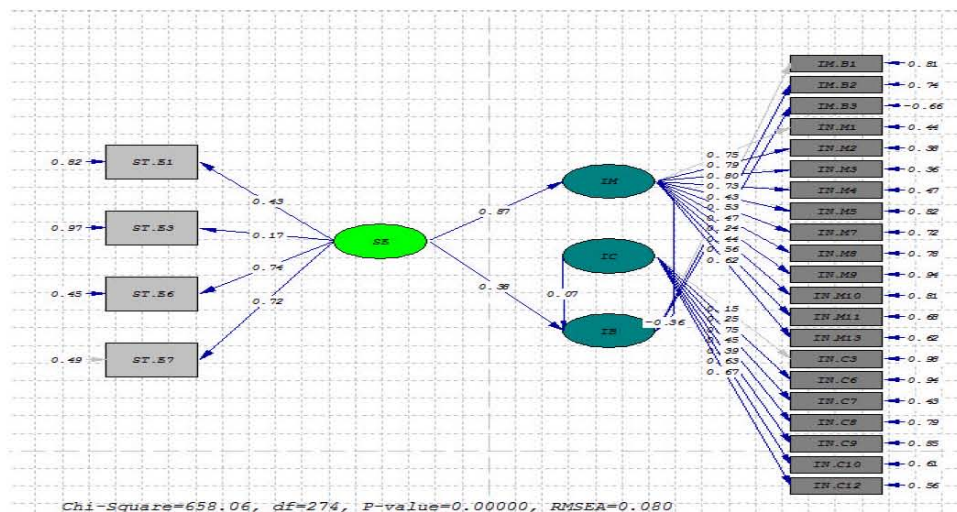 IM.B1 0.81
IM.B2 0.74
IM.B3 -0.66
IN.M1 0.44
IN.M2 0.38
IN.M3 0.36
IN.M4 0.47
IN.M5 0.82
IN.M7 0.72
IN.M8 0.78
IN.M9 0.94
IN.M10 0.81
IN.M11 0.68
IN.M13 0.62
IN.C3 0.98
IN.C6 0.94
IN.C7 0.43
IN.C8 0.79
IN.C9 0.85
IN.C10 0.61
IN.C12 0.56
0.82 ST.E1
0.97 ST.E3
0.45 ST.E6
0.49 ST.E7
0.43
0.17
0.74
0.72
SE
0.87
0.38
IM
IC
0.07
-0.36
0.75
0.79
0.80
0.73
0.43
0.53
0.47
0.24
0.44
0.56
0.62
0.15
0.25
0.75
0.45
0.39
0.63
0.67
Chi-Square=658.06, df=274, P-value=0.00000, RMSEA=0.080